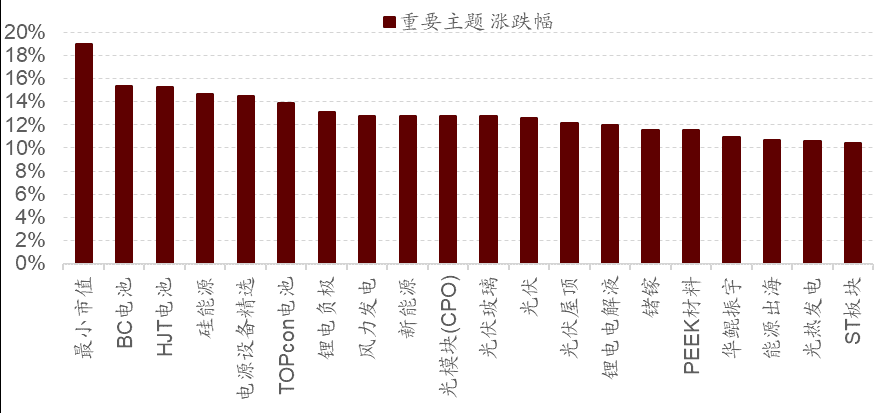 重要主题 涨跌幅
20%
18%
16%
14%
12%
10%
8%
6%
4%
2%
0%
最小市值
BC电池
HJT电池
硅能源
电源设备精选
TOPcon电池
锂电负极
风力发电
新能源
光模块(CPO)
光伏玻璃
光伏
光伏屋顶
锂电电解液
锗镓
PEEK材料
华鲲振宇
能源出海
光热发电
ST板块